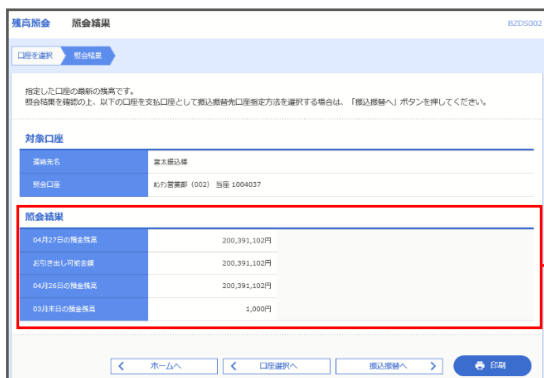 残高照会 照会結果 BZDS002
口座を選択 照会結果
指定した口座の最新の残高です。
照会結果を確認の上、以下の口座を支払口座として振込振替先口座指定方法を選択する場合は、「振込振替へ」ボタンを押してください。
対象口座
連絡先名
照会口座 営業部 (002) 当座 1004037
照会結果
04月27日の預金残高 200,391,102円
お引き出し可能金額 200,391,102円
04月26日の預金残高 200,391,102円
03月末日の預金残高 1,000円
ホームへ 口座選択へ 振込振替へ 印刷